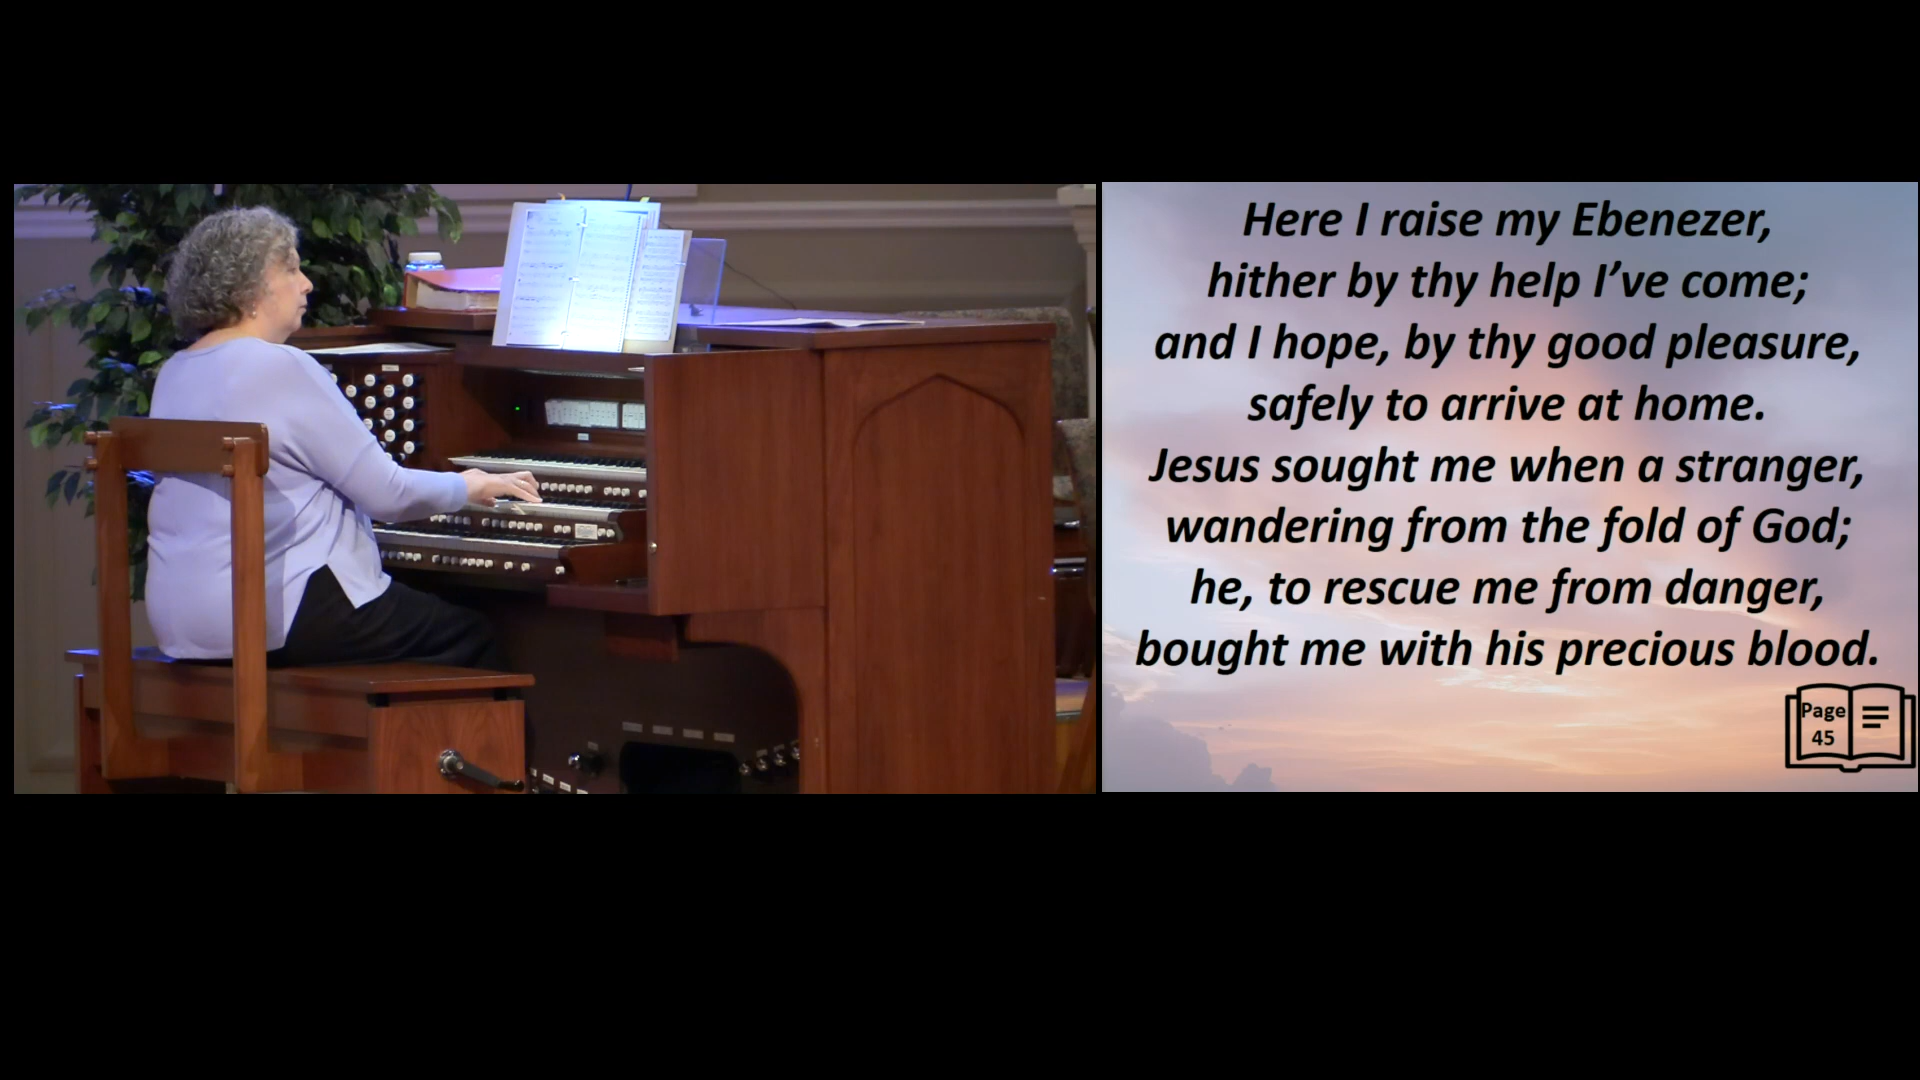 Here I raise my Ebenezer,
hither by thy help I’ve come;
and I hope, by thy good pleasure,
safely to arrive at home.
Jesus sought me when a stranger,
wandering from the fold of God;
he, to rescue me from danger,
bought me with his precious blood.
Page
45